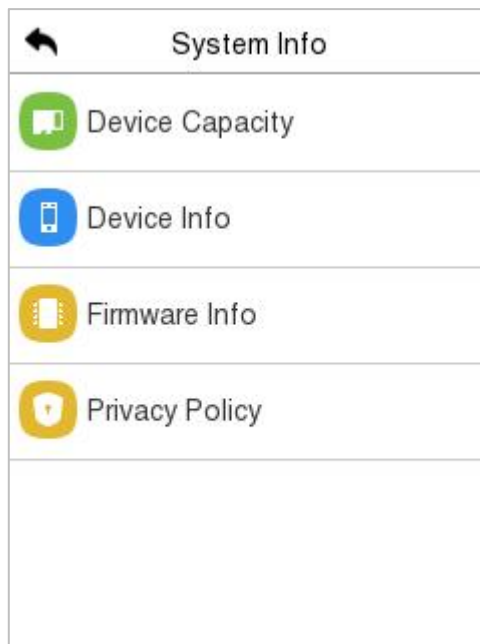 System Info
Device Capacity
Device Info
Firmware Info
Privacy Policy